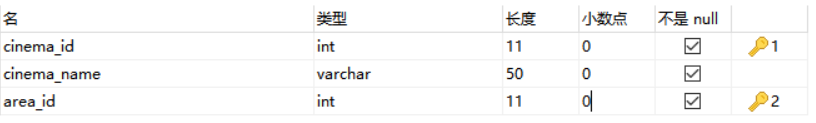 名 类型 长度 小数点 不是 null
cinema_id int 11 0 1
cinema_name varchar 50 0
area_id int 11 0 2